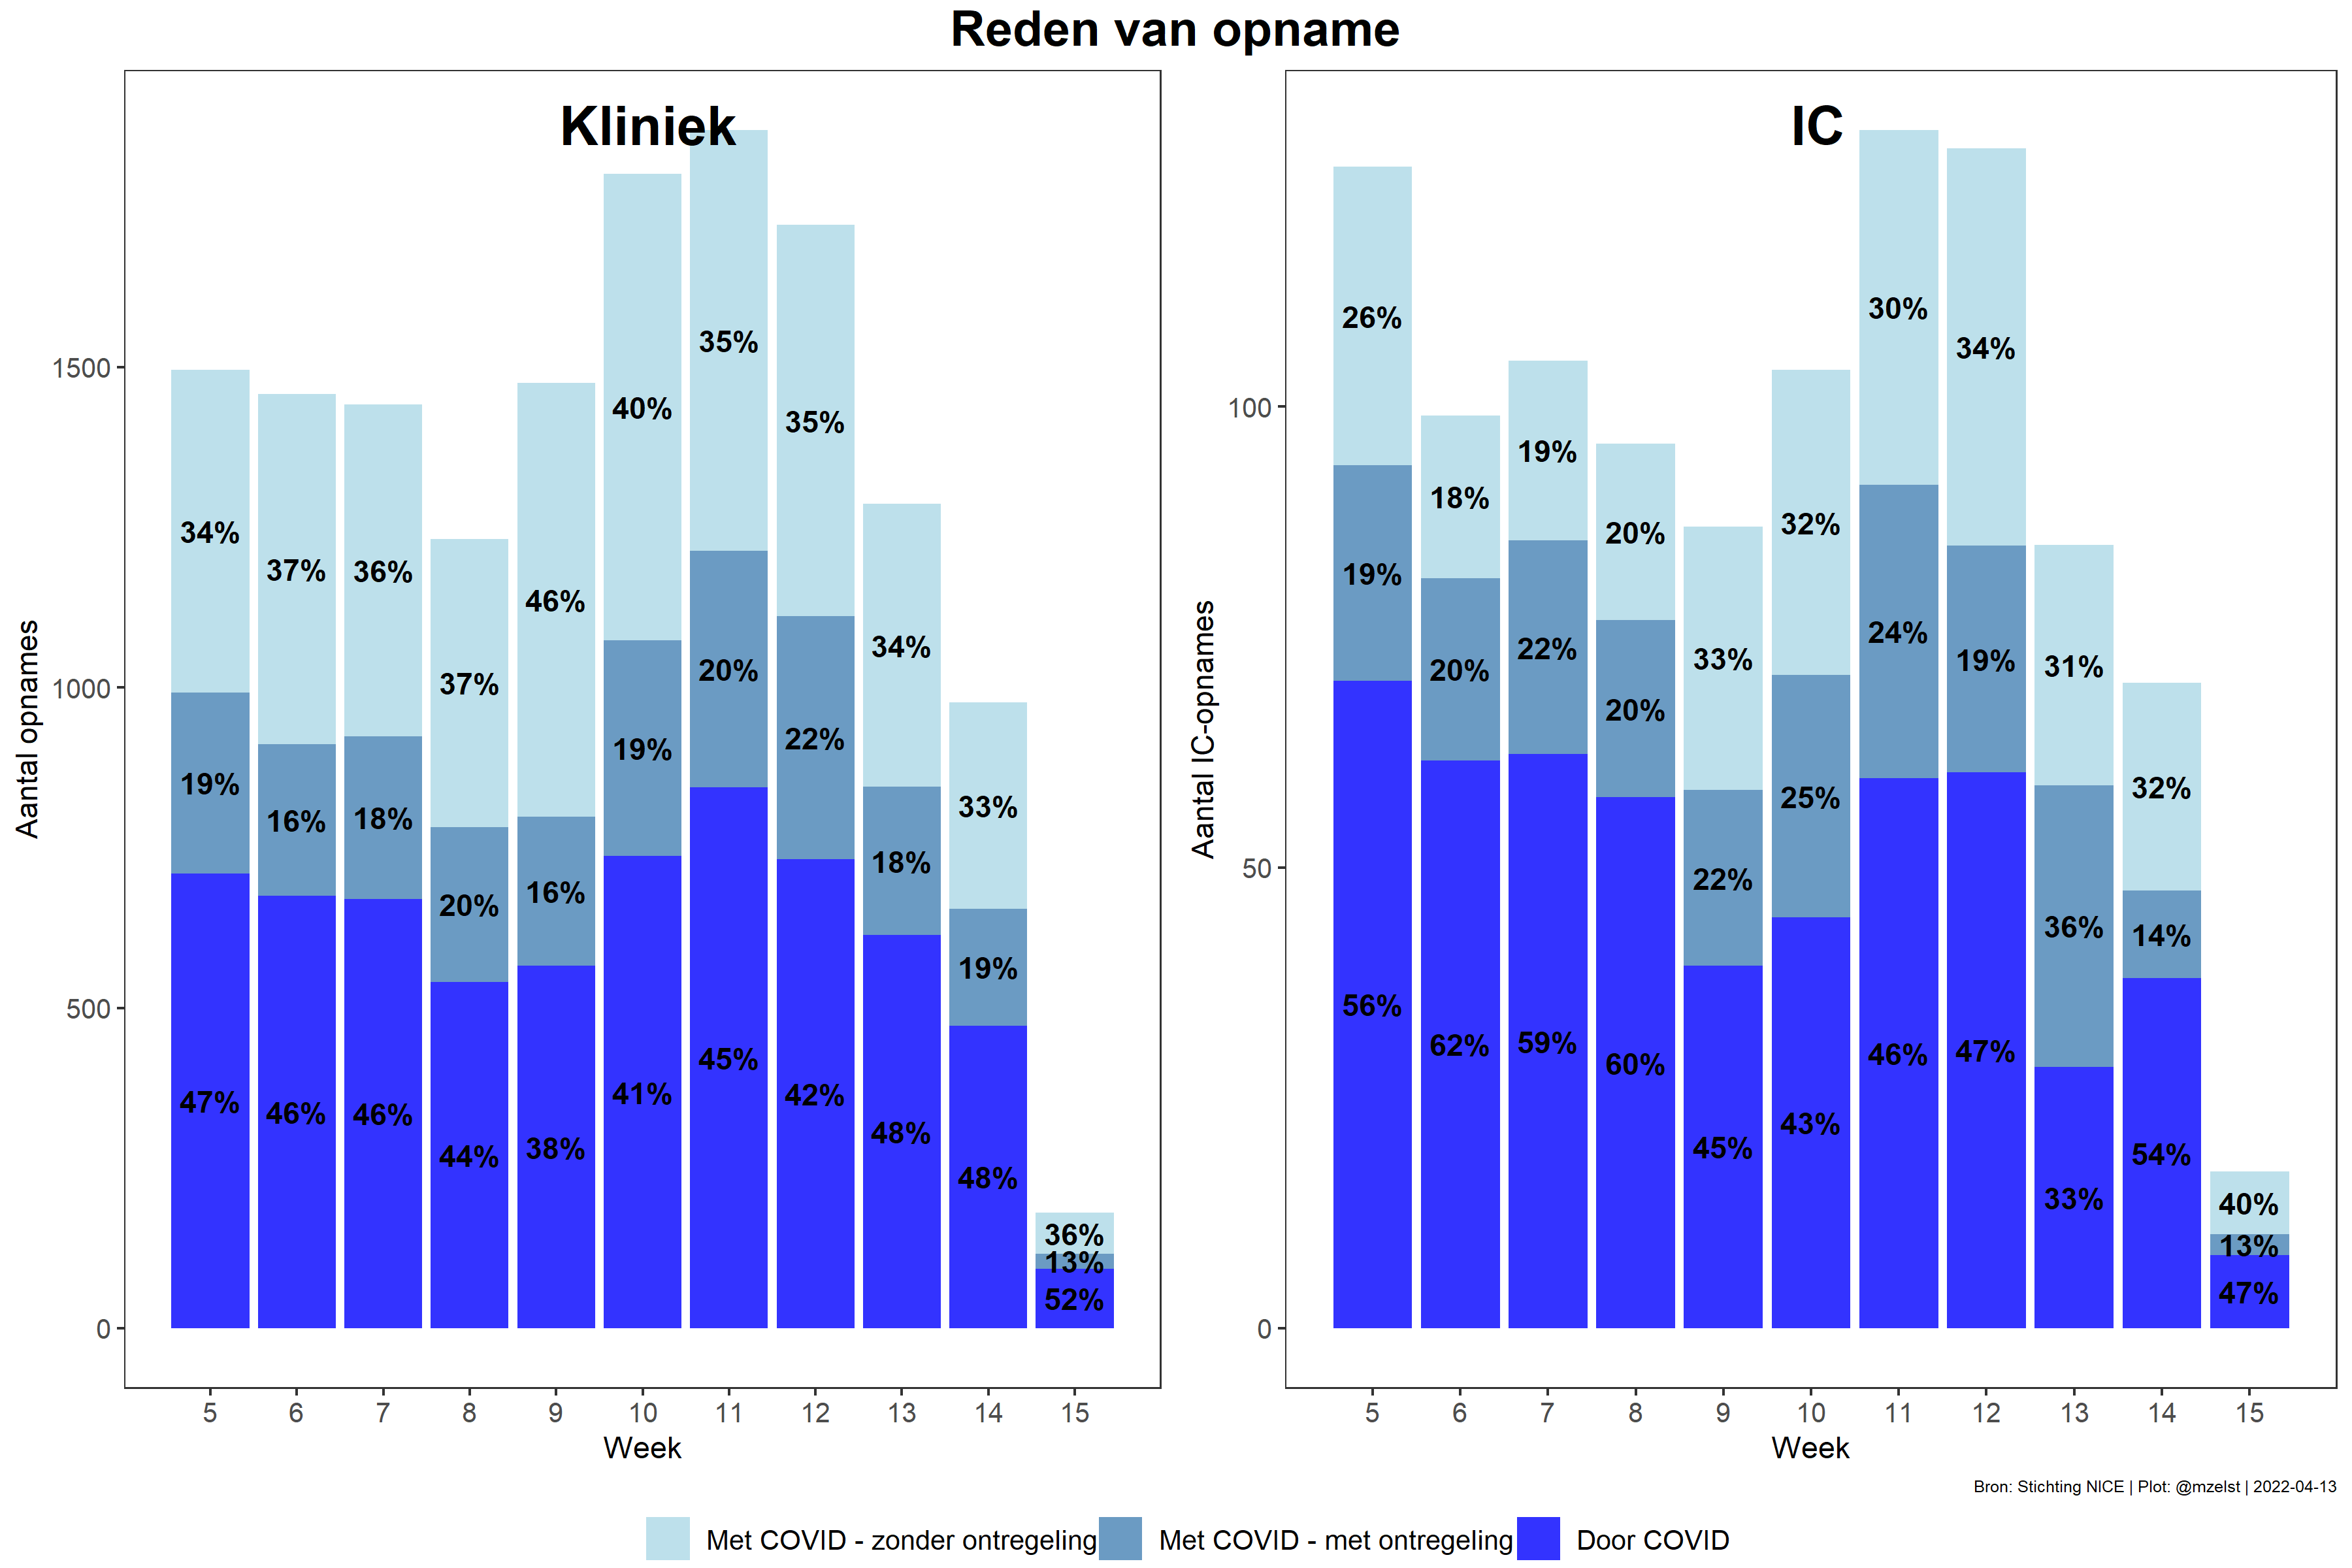 Reden van opname
Kliniek
Aantal opnames
1500
1000
500
0
34% 37% 36% 37% 46% 40% 35% 35% 34% 33% 36%
19% 16% 18% 20% 16% 19% 20% 22% 18% 19% 13%
47% 46% 46% 44% 38% 41% 45% 42% 48% 48% 52%
5 6 7 8 9 10 11 12 13 14 15
Week
IC
Aantal IC-opnames
100
50
0
26% 18% 19% 20% 33% 32% 30% 34% 31% 32% 40%
19% 20% 22% 20% 22% 25% 24% 19% 36% 14% 13%
56% 62% 59% 60% 45% 43% 46% 47% 33% 54% 47%
5 6 7 8 9 10 11 12 13 14 15
Week
Bron: Stichting NICE | Plot: @mzelst | 2022-04-13
Met COVID - zonder ontregeling Met COVID - met ontregeling Door COVID